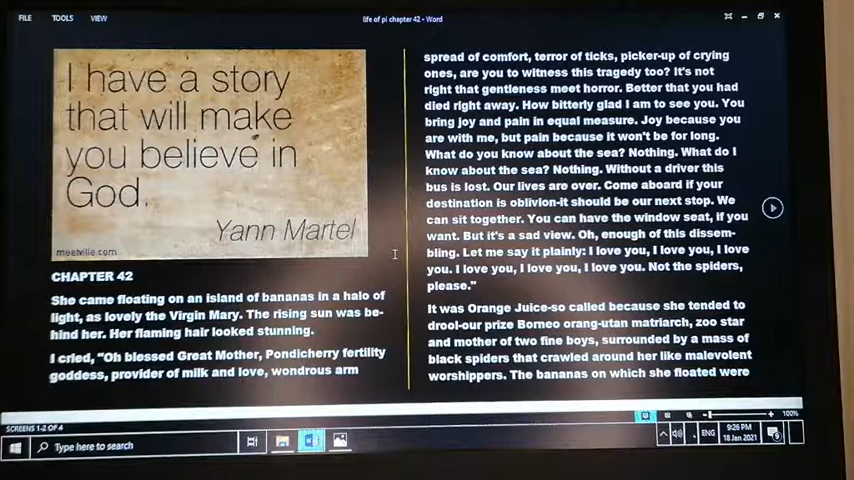 FILE TOOLS VIEW
life of pi chapter 42 - Word
I have a story
that will make
you believe in
God.
Yann Martel
meetville.com
CHAPTER 42
She came floating on an island of bananas in a halo of
light, as lovely the Virgin Mary. The rising sun was be-
hind her. Her flaming hair looked stunning.
I cried, "Oh blessed Great Mother, Pondicherry fertility
goddess, provider of milk and love, wondrous arm
spread of comfort, terror of ticks, picker-up of crying
ones, are you to witness this tragedy too? It's not
right that gentleness meet horror. Better that you had
died right away. How bitterly glad I am to see you. You
bring joy and pain in equal measure. Joy because you
are with me, but pain because it won't be for long.
What do you know about the sea? Nothing. What do I
know about the sea? Nothing. Without a driver this
bus is lost. Our lives are over. Come aboard if your
destination is oblivion-it should be our next stop. We
can sit together. You can have the window seat, if you
want. But it's a sad view. Oh, enough of this dissem-
bling. Let me say it plainly: I love you, I love you, I love
you. I love you, I love you, I love you. Not the spiders,
please."
It was Orange Juice-so called because she tended to
drool-our prize Borneo orang-utan matriarch, zoo star
and mother of two fine boys, surrounded by a mass of
black spiders that crawled around her like malevolent
worshippers. The bananas on which she floated were
SCREENS 1-2 OF 4
100%
Type here to search
ENG
9:26 PM
18 Jan 2021